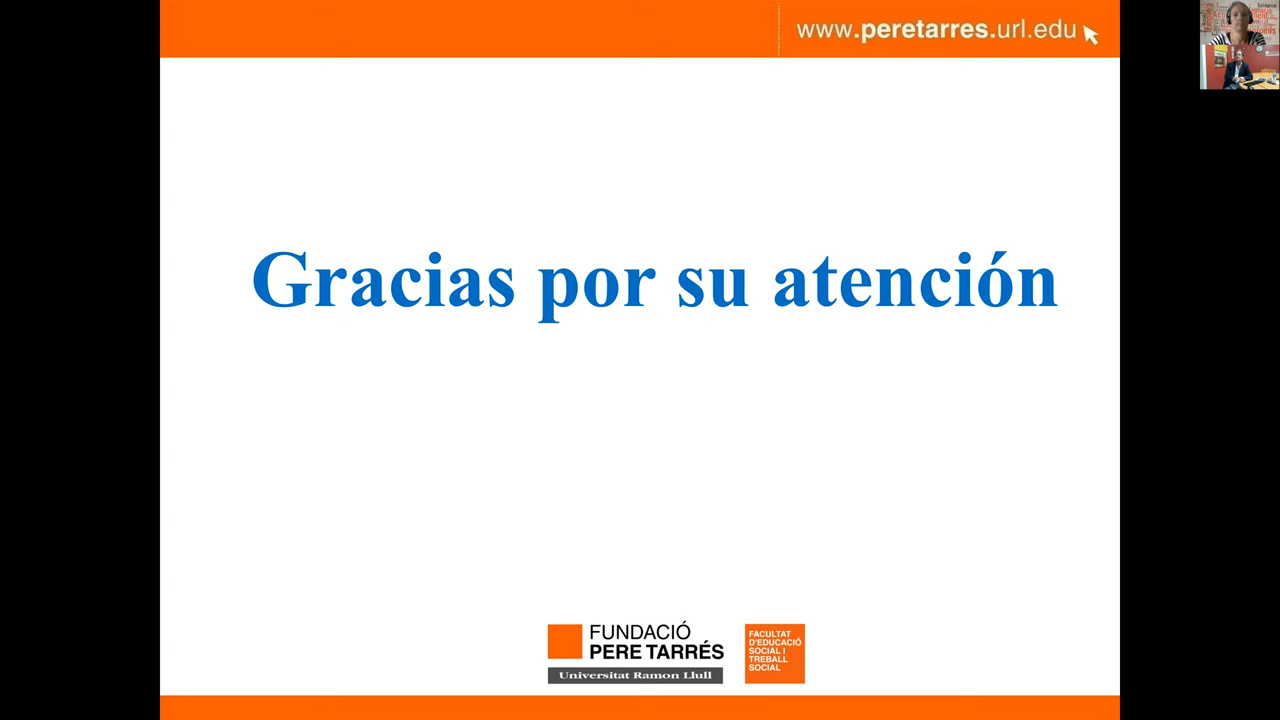 www.peretarres.url.edu
Gracias por su atención
FUNDACIÓ
PERE TARRÉS
Universitat Ramon Llull
FACULTAT
D'EDUCACIÓ
SOCIAL I
TREBALL
SOCIAL